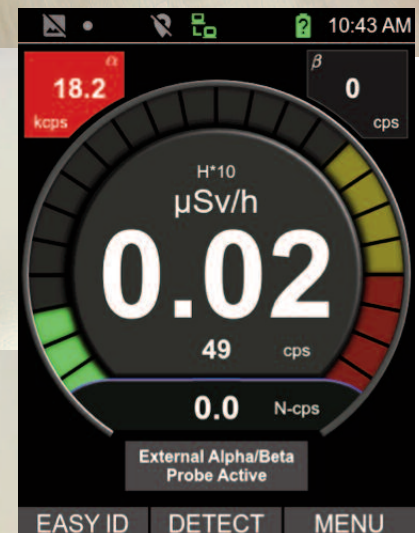 10:43 AM
α
18.2
kcps
β
0
cps
H*10
µSv/h
0.02
49 cps
0.0 N-cps
External Alpha/Beta
Probe Active
EASY ID DETECT MENU